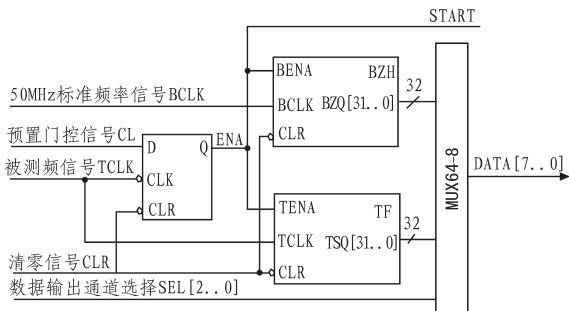 START
BENA BZH
32
50MHz标准频率信号BCLK
BCLK BZQ[31..0]
预置门控信号CL
CLR
D Q ENA
MUX64-8
DATA[7..0]
被测频信号TCLK
CLK
CLR
TENA TF
32
TCLK TSQ[31..0]
清零信号CLR
CLR
数据输出通道选择SEL[2..0]